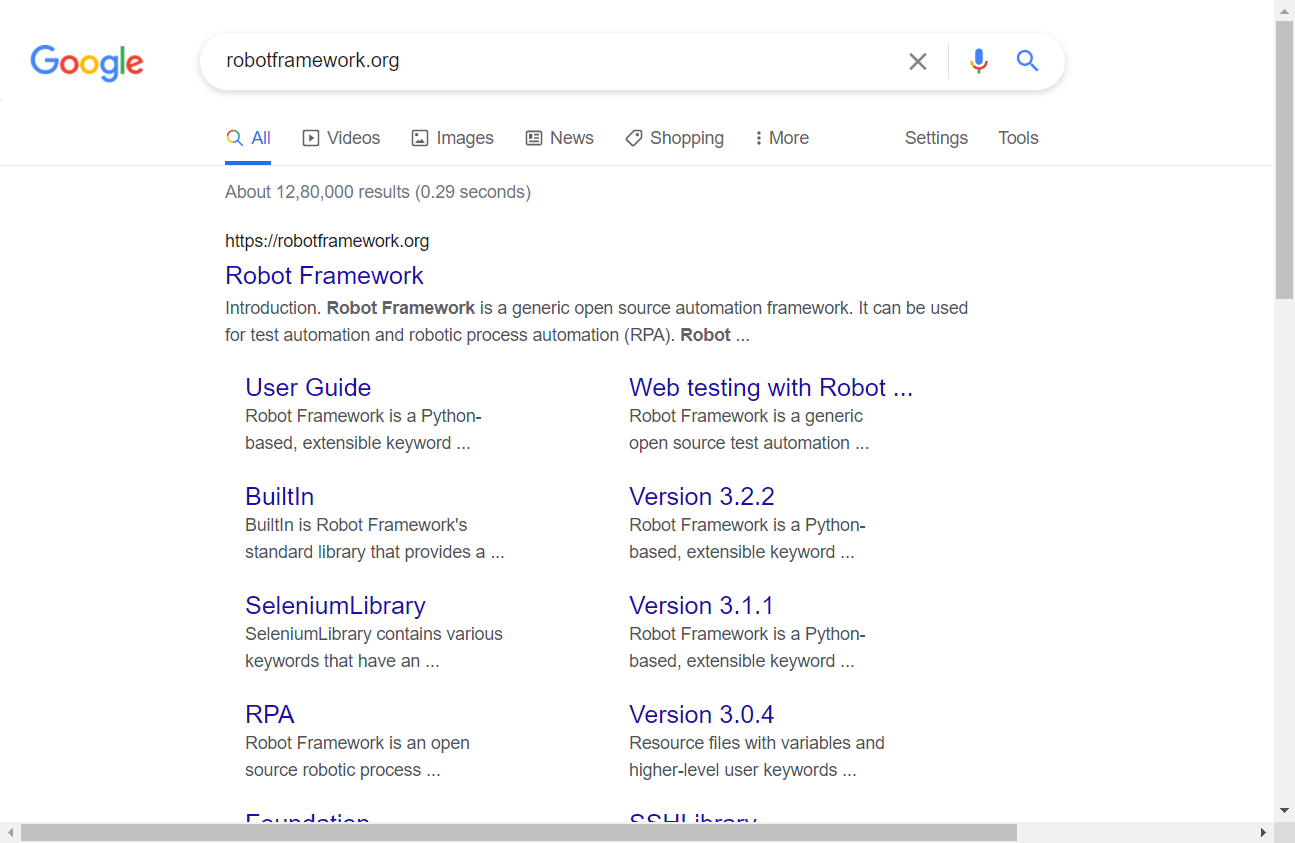 Google
robotframework.org
All Videos Images News Shopping More Settings Tools
About 12,80,000 results (0.29 seconds)
https://robotframework.org
Robot Framework
Introduction. Robot Framework is a generic open source automation framework. It can be used
for test automation and robotic process automation (RPA). Robot ...
User Guide
Robot Framework is a Python-
based, extensible keyword ...
Web testing with Robot ...
Robot Framework is a generic
open source test automation ...
BuiltIn
BuiltIn is Robot Framework's
standard library that provides a ...
Version 3.2.2
Robot Framework is a Python-
based, extensible keyword ...
SeleniumLibrary
SeleniumLibrary contains various
keywords that have an ...
Version 3.1.1
Robot Framework is a Python-
based, extensible keyword ...
RPA
Robot Framework is an open
source robotic process ...
Version 3.0.4
Resource files with variables and
higher-level user keywords ...
Foundation
SSHLibrary